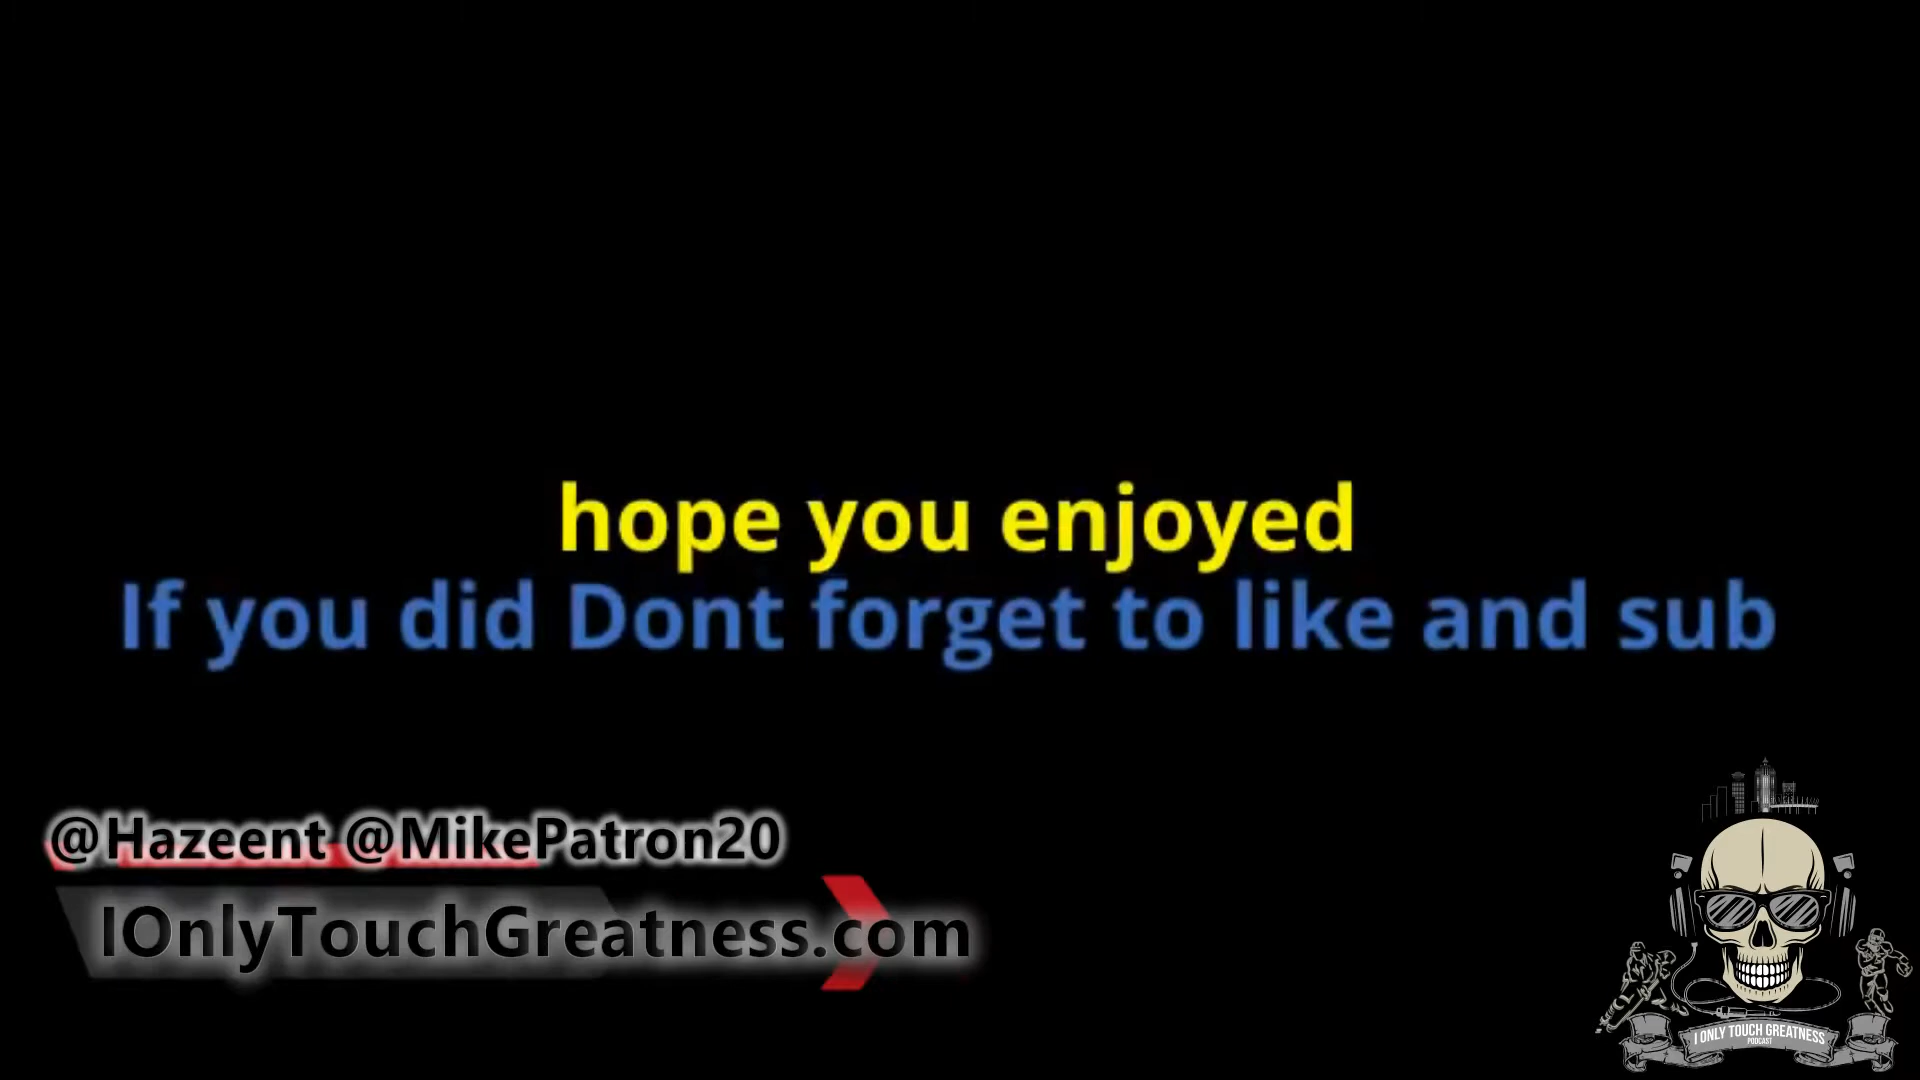 hope you enjoyed
If you did Dont forget to like and sub
@Hazeent @MikePatron20
IOnlyTouchGreatness.com
I ONLY TOUCH GREATNESS
PODCAST